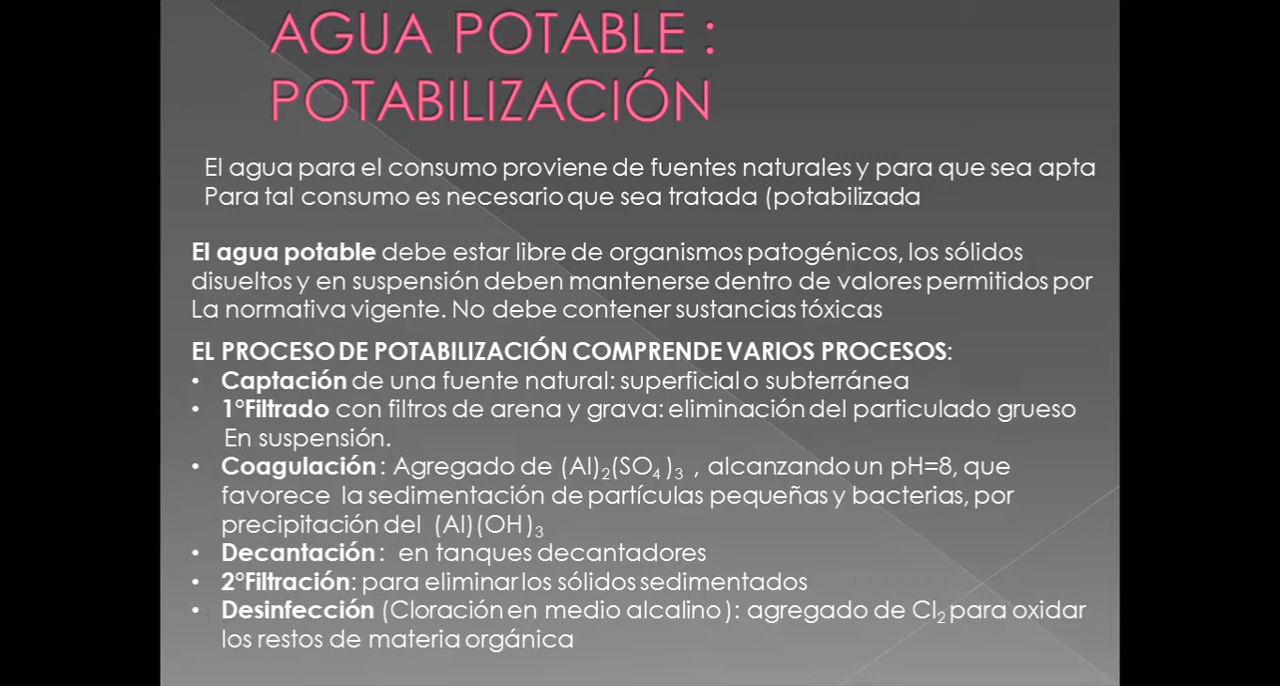 AGUA POTABLE :
POTABILIZACIÓN
El agua para el consumo proviene de fuentes naturales y para que sea apta
Para tal consumo es necesario que sea tratada (potabilizada
El agua potable debe estar libre de organismos patogénicos, los sólidos
disueltos y en suspensión deben mantenerse dentro de valores permitidos por
La normativa vigente. No debe contener sustancias tóxicas
EL PROCESO DE POTABILIZACIÓN COMPRENDE VARIOS PROCESOS:
• Captación de una fuente natural: superficial o subterránea
• 1°Filtrado con filtros de arena y grava: eliminación del particulado grueso
En suspensión.
• Coagulación : Agregado de (Al)₂(SO₄ )₃ , alcanzando un pH=8, que
favorece la sedimentación de partículas pequeñas y bacterias, por
precipitación del (Al)(OH )₃
• Decantación : en tanques decantadores
• 2°Filtración: para eliminar los sólidos sedimentados
• Desinfección (Cloración en medio alcalino ): agregado de Cl₂ para oxidar
los restos de materia orgánica